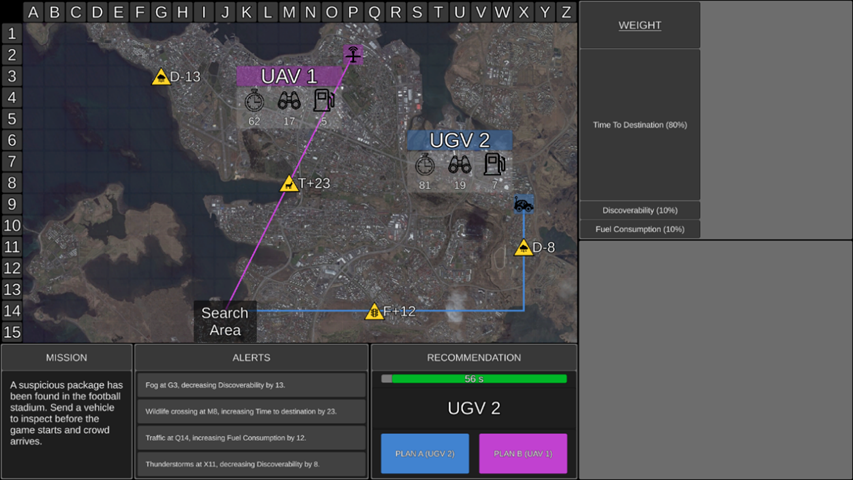 A B C D E F G H I J K L M N O P Q R S T U V W X Y Z
1
2
3
4
5
6
7
8
9
10
11
12
13
14
15
D-13
UAV 1
62 17 5
UGV 2
81 19 7
T+23
D-8
F+12
Search
Area
WEIGHT
Time To Destination (80%)
Discoverability (10%)
Fuel Consumption (10%)
MISSION
A suspicious package has
been found in the football
stadium. Send a vehicle
to inspect before the
game starts and crowd
arrives.
ALERTS
Fog at G3, decreasing Discoverability by 13.
Wildlife crossing at M8, increasing Time to destination by 23.
Traffic at Q14, increasing Fuel Consumption by 12.
Thunderstorms at X11, decreasing Discoverability by 8.
RECOMMENDATION
56 s
UGV 2
PLAN A (UGV 2)
PLAN B (UAV 1)